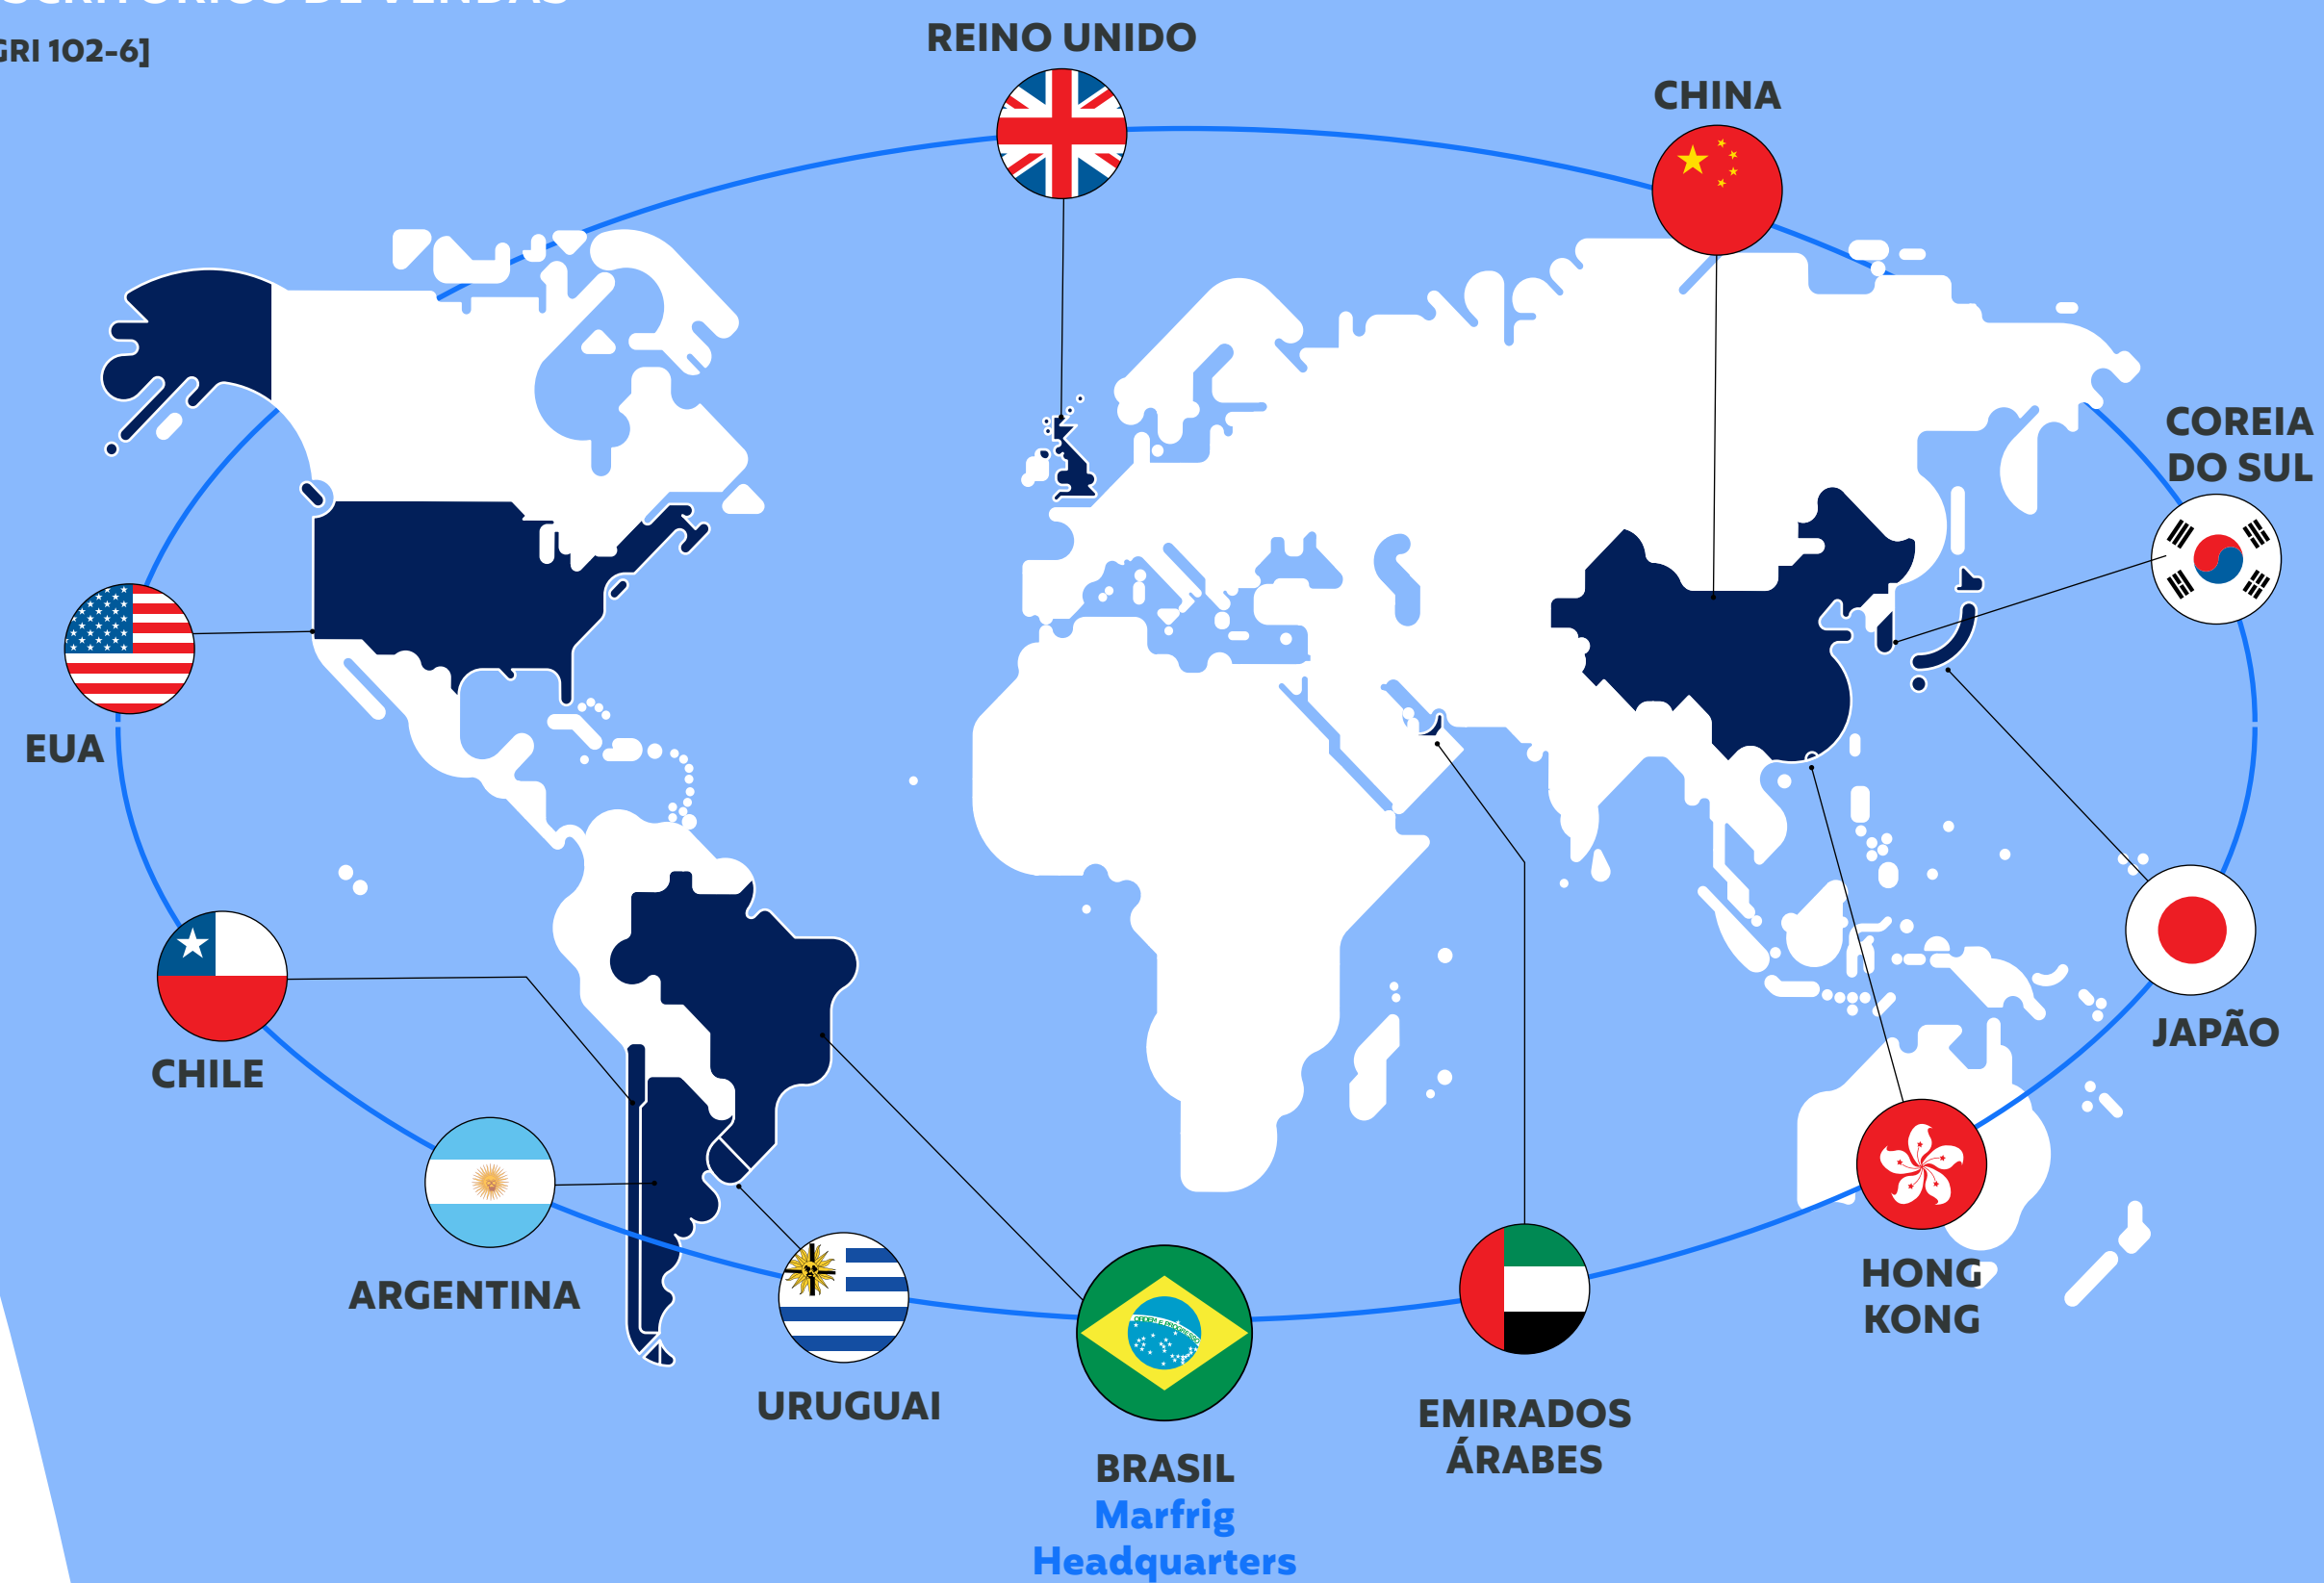 [GRI 102-6]
REINO UNIDO
CHINA
COREIA
DO SUL
EUA
CHILE
JAPÃO
ARGENTINA
HONG
KONG
URUGUAI
EMIRADOS
ÁRABES
BRASIL
Marfrig
Headquarters